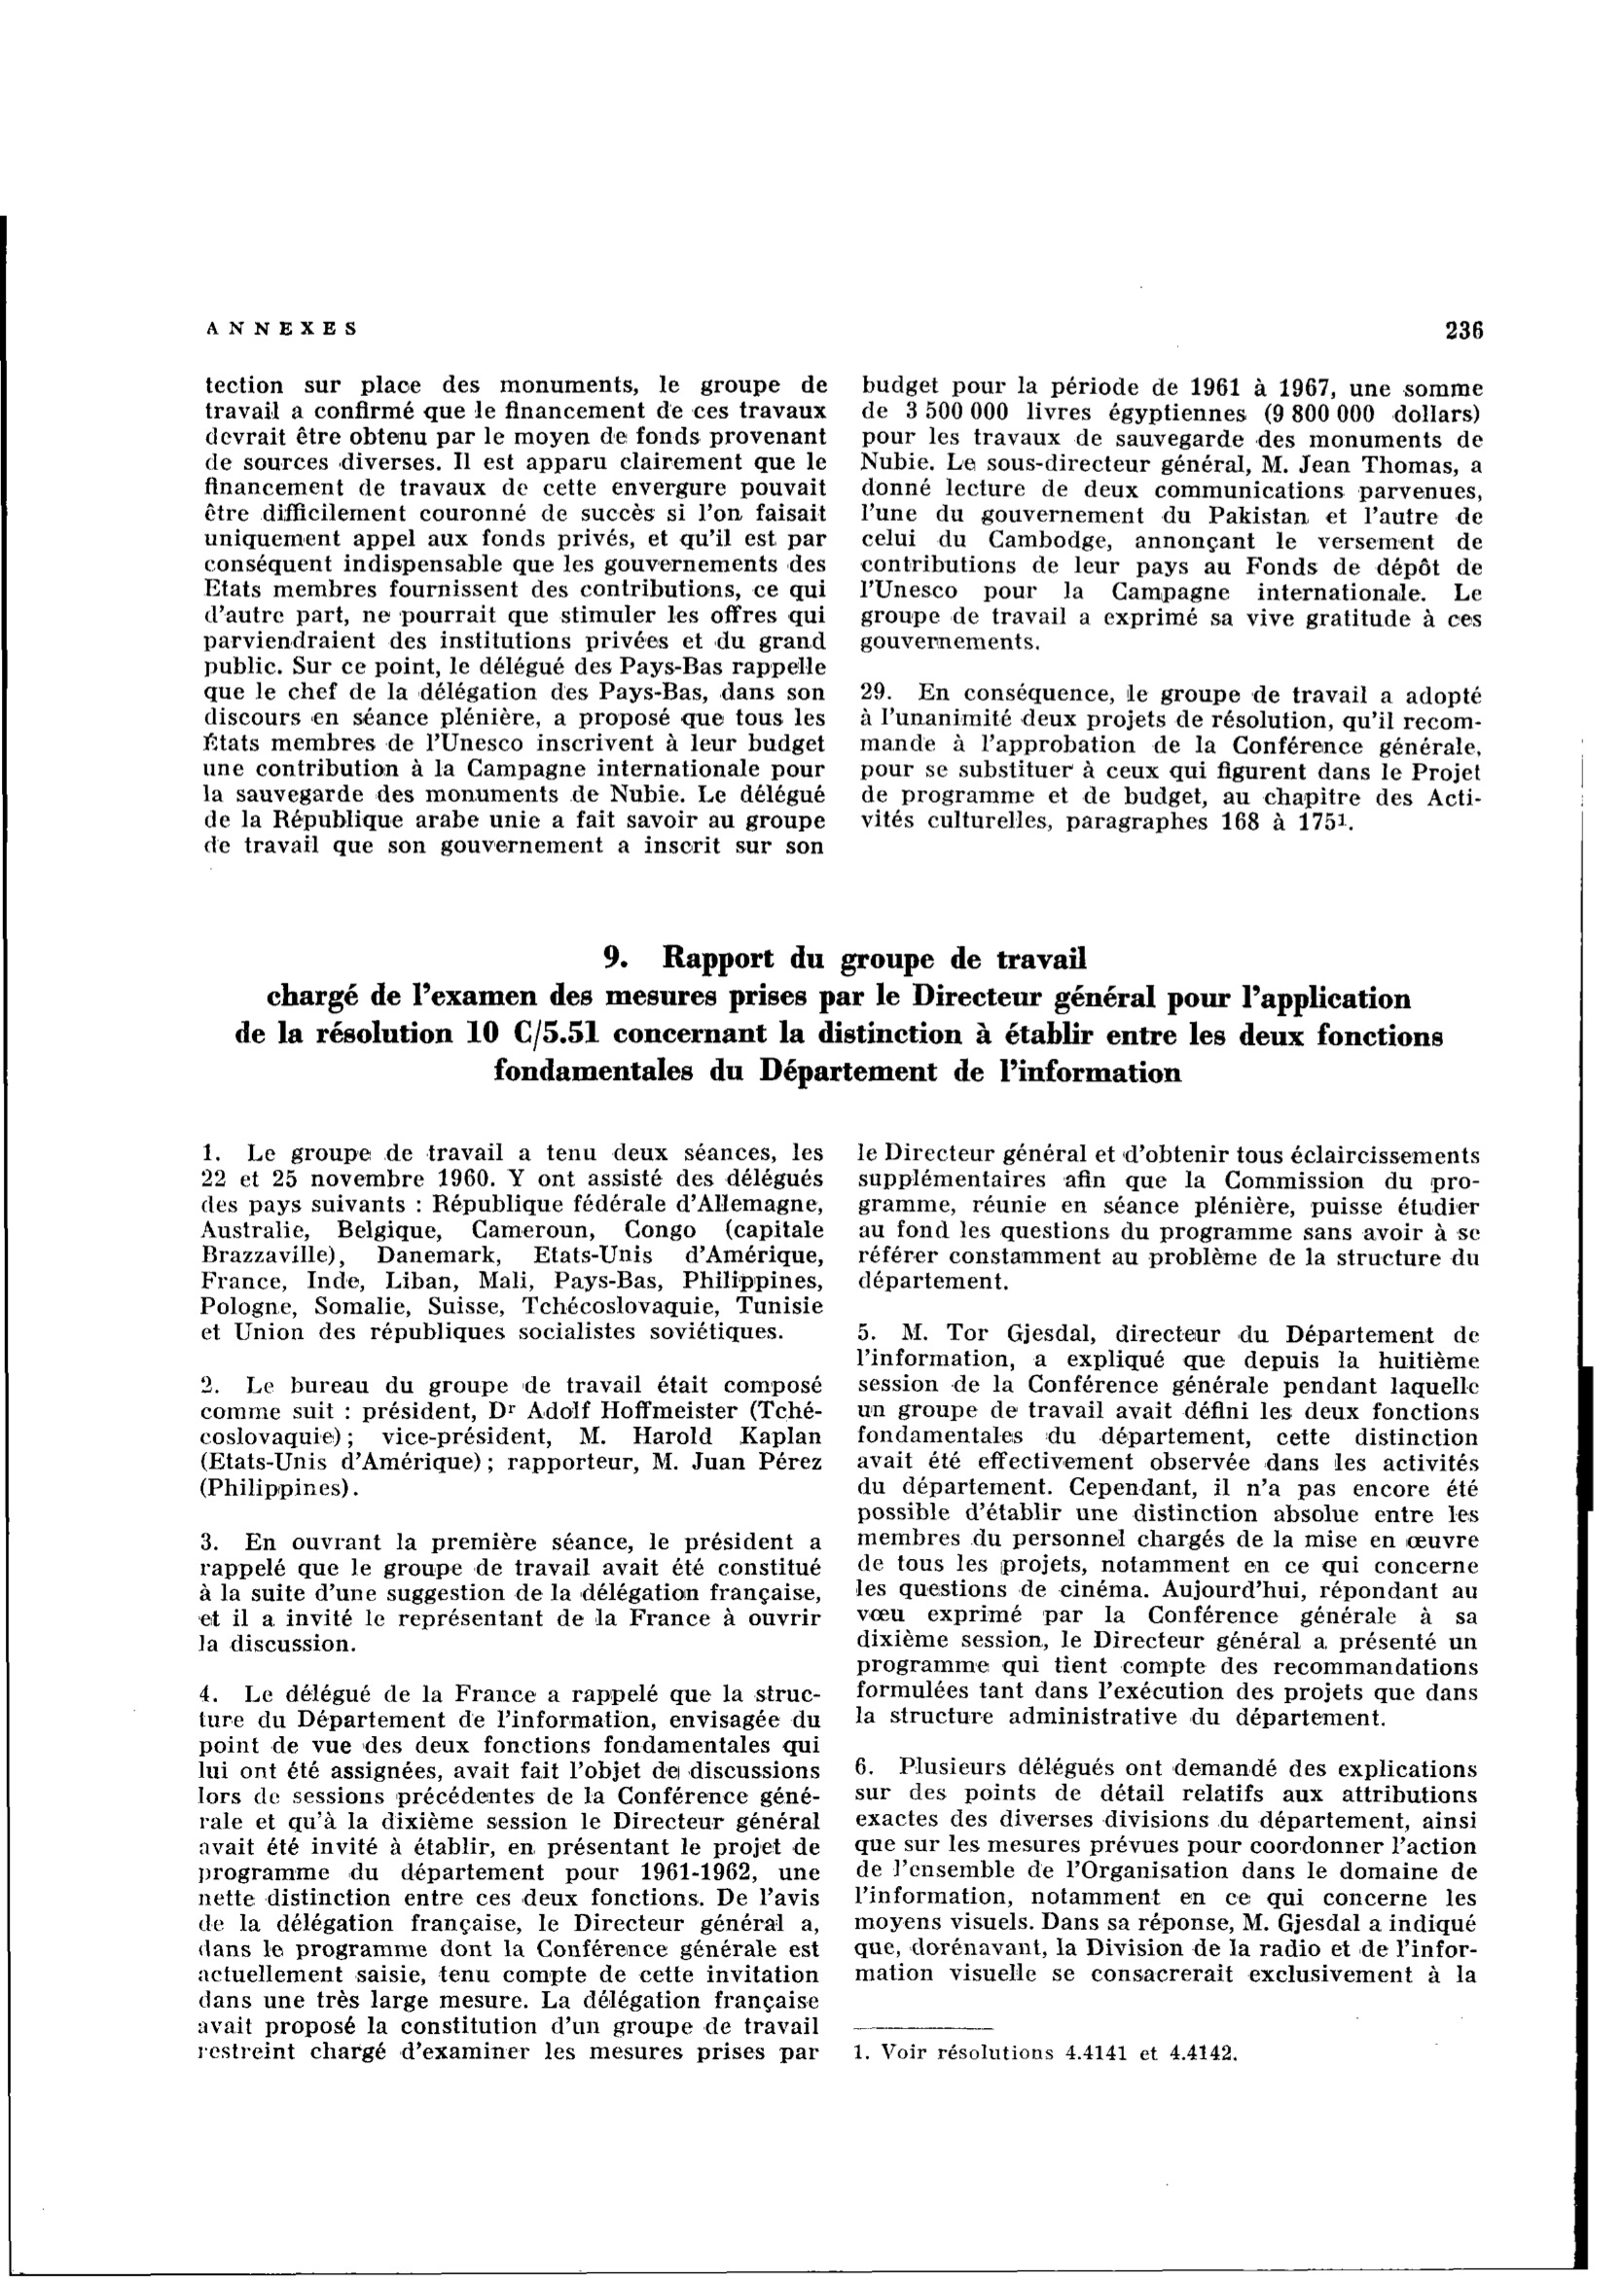 ANNEXES
236
tection sur place des monuments, le groupe de
travail a confirmé que le financement de ces travaux
devrait être obtenu par le moyen de fonds provenant
de sources diverses. Il est apparu clairement que le
financement de travaux de cette envergure pouvait
être difficilement couronné de succès si l'on faisait
uniquement appel aux fonds privés, et qu'il est par
conséquent indispensable que les gouvernements des
Etats membres fournissent des contributions, ce qui
d'autre part, ne pourrait que stimuler les offres qui
parviendraient des institutions privées et du grand
public. Sur ce point, le délégué des Pays-Bas rappelle
que le chef de la délégation des Pays-Bas, dans son
discours en séance plénière, a proposé que tous les
États membres de l'Unesco inscrivent à leur budget
une contribution à la Campagne internationale pour
la sauvegarde des monuments de Nubie. Le délégué
de la République arabe unie a fait savoir au groupe
de travail que son gouvernement a inscrit sur son
budget pour la période de 1961 à 1967, une somme
de 3 500 000 livres égyptiennes (9 800 000 dollars)
pour les travaux de sauvegarde des monuments de
Nubie. Le sous-directeur général, M. Jean Thomas, a
donné lecture de deux communications parvenues,
l'une du gouvernement du Pakistan et l'autre de
celui du Cambodge, annonçant le versement de
contributions de leur pays au Fonds de dépôt de
l'Unesco pour la Campagne internationale. Le
groupe de travail a exprimé sa vive gratitude à ces
gouvernements.
29. En conséquence, le groupe de travail a adopté
à l'unanimité deux projets de résolution, qu'il recom-
mande à l'approbation de la Conférence générale,
pour se substituer à ceux qui figurent dans le Projet
de programme et de budget, au chapitre des Acti-
vités culturelles, paragraphes 168 à 175¹.
9. Rapport du groupe de travail
chargé de l'examen des mesures prises par le Directeur général pour l'application
de la résolution 10 C/5.51 concernant la distinction à établir entre les deux fonctions
fondamentales du Département de l'information
1. Le groupe de travail a tenu deux séances, les
22 et 25 novembre 1960. Y ont assisté des délégués
des pays suivants : République fédérale d'Allemagne,
Australie, Belgique, Cameroun, Congo (capitale
Brazzaville), Danemark, Etats-Unis d'Amérique,
France, Inde, Liban, Mali, Pays-Bas, Philippines,
Pologne, Somalie, Suisse, Tchécoslovaquie, Tunisie
et Union des républiques socialistes soviétiques.
2. Le bureau du groupe de travail était composé
comme suit : président, Dʳ Adolf Hoffmeister (Tché-
coslovaquie) ; vice-président, M. Harold Kaplan
(Etats-Unis d'Amérique) ; rapporteur, M. Juan Pérez
(Philippines).
3. En ouvrant la première séance, le président a
rappelé que le groupe de travail avait été constitué
à la suite d'une suggestion de la délégation française,
et il a invité le représentant de la France à ouvrir
la discussion.
4. Le délégué de la France a rappelé que la struc-
ture du Département de l'information, envisagée du
point de vue des deux fonctions fondamentales qui
lui ont été assignées, avait fait l'objet de discussions
lors de sessions précédentes de la Conférence géné-
rale et qu'à la dixième session le Directeur général
avait été invité à établir, en présentant le projet de
programme du département pour 1961-1962, une
nette distinction entre ces deux fonctions. De l'avis
de la délégation française, le Directeur général a,
dans le programme dont la Conférence générale est
actuellement saisie, tenu compte de cette invitation
dans une très large mesure. La délégation française
avait proposé la constitution d'un groupe de travail
restreint chargé d'examiner les mesures prises par
le Directeur général et d'obtenir tous éclaircissements
supplémentaires afin que la Commission du pro-
gramme, réunie en séance plénière, puisse étudier
au fond les questions du programme sans avoir à se
référer constamment au problème de la structure du
département.
5. M. Tor Gjesdal, directeur du Département de
l'information, a expliqué que depuis la huitième
session de la Conférence générale pendant laquelle
un groupe de travail avait défini les deux fonctions
fondamentales du département, cette distinction
avait été effectivement observée dans les activités
du département. Cependant, il n'a pas encore été
possible d'établir une distinction absolue entre les
membres du personnel chargés de la mise en œuvre
de tous les projets, notamment en ce qui concerne
les questions de cinéma. Aujourd'hui, répondant au
vœu exprimé par la Conférence générale à sa
dixième session, le Directeur général a présenté un
programme qui tient compte des recommandations
formulées tant dans l'exécution des projets que dans
la structure administrative du département.
6. Plusieurs délégués ont demandé des explications
sur des points de détail relatifs aux attributions
exactes des diverses divisions du département, ainsi
que sur les mesures prévues pour coordonner l'action
de l'ensemble de l'Organisation dans le domaine de
l'information, notamment en ce qui concerne les
moyens visuels. Dans sa réponse, M. Gjesdal a indiqué
que, dorénavant, la Division de la radio et de l'infor-
mation visuelle se consacrerait exclusivement à la
1. Voir résolutions 4.4141 et 4.4142.